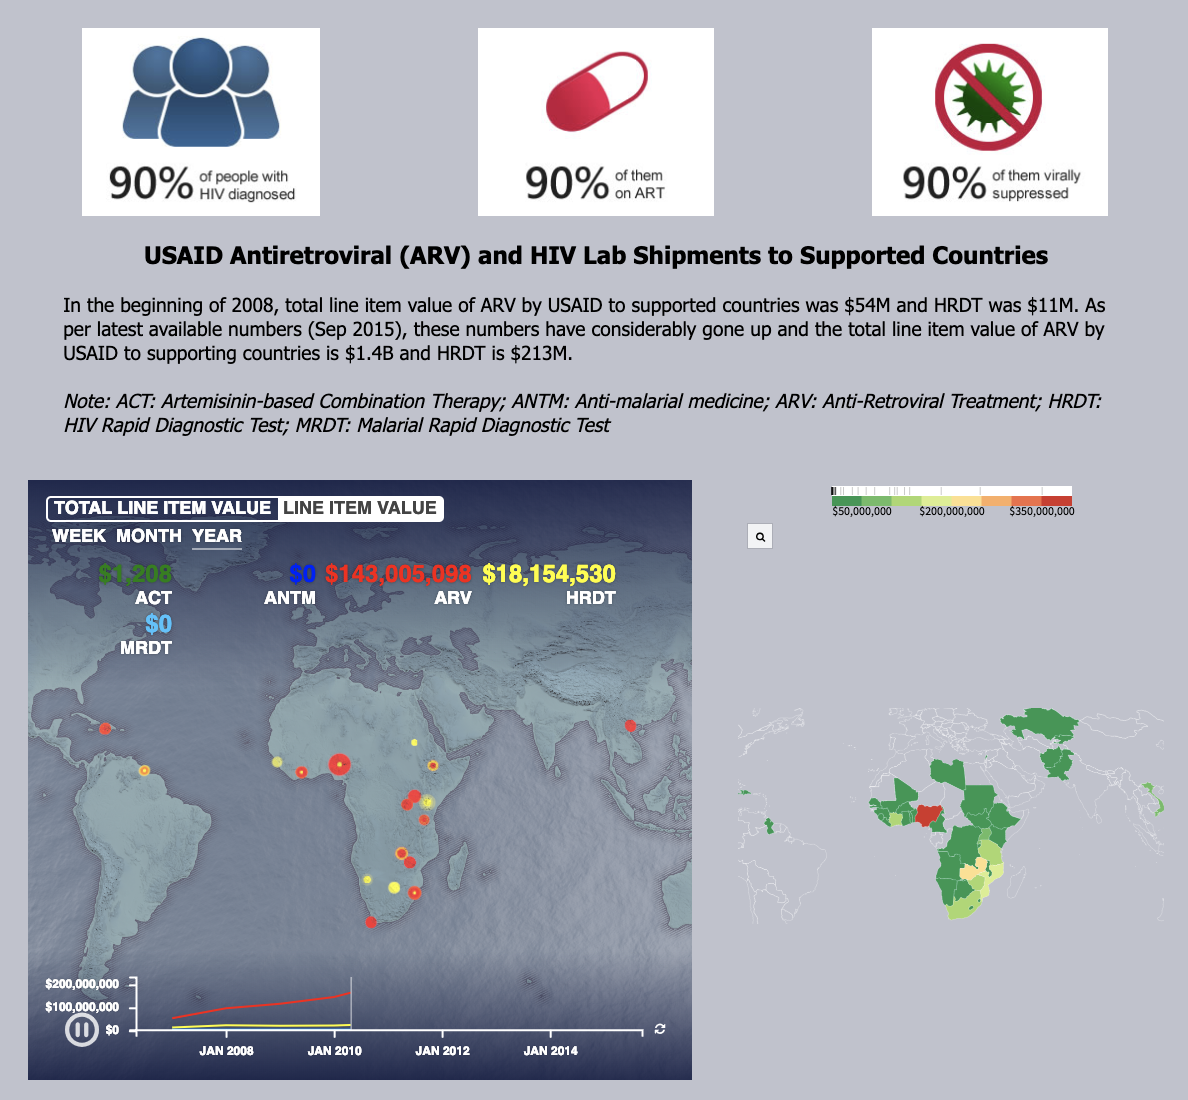 90% of people with
HIV diagnosed
90% of them
on ART
90% of them virally
suppressed
USAID Antiretroviral (ARV) and HIV Lab Shipments to Supported Countries
In the beginning of 2008, total line item value of ARV by USAID to supported countries was $54M and HRDT was $11M. As
per latest available numbers (Sep 2015), these numbers have considerably gone up and the total line item value of ARV by
USAID to supporting countries is $1.4B and HRDT is $213M.
Note: ACT: Artemisinin-based Combination Therapy; ANTM: Anti-malarial medicine; ARV: Anti-Retroviral Treatment; HRDT:
HIV Rapid Diagnostic Test; MRDT: Malarial Rapid Diagnostic Test
TOTAL LINE ITEM VALUE LINE ITEM VALUE
WEEK MONTH YEAR
$1,208 $0 $143,005,098 $18,154,530
ACT ANTM ARV HRDT
$0
MRDT
$200,000,000
$100,000,000
$0
JAN 2008 JAN 2010 JAN 2012 JAN 2014
$50,000,000 $200,000,000 $350,000,000